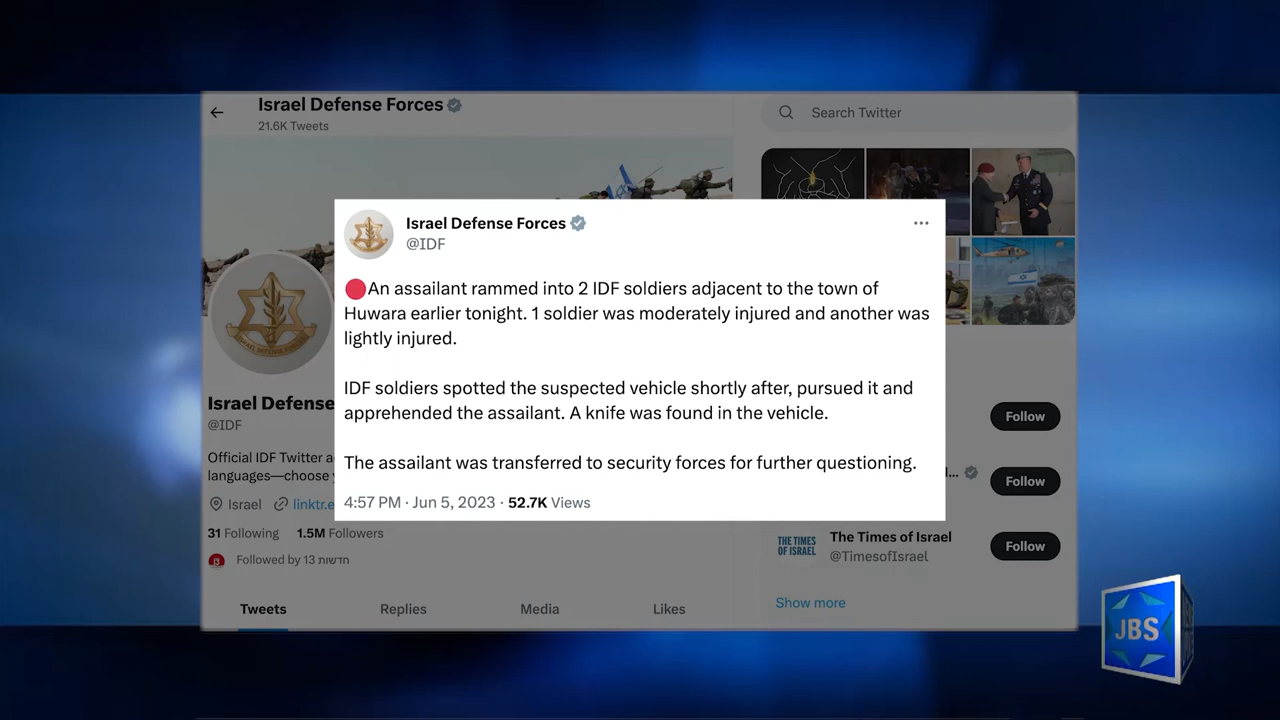 Israel Defense Forces
21.6K Tweets
Search Twitter
Israel Defense Forces
@IDF
An assailant rammed into 2 IDF soldiers adjacent to the town of
Huwara earlier tonight. 1 soldier was moderately injured and another was
lightly injured.
IDF soldiers spotted the suspected vehicle shortly after, pursued it and
apprehended the assailant. A knife was found in the vehicle.
The assailant was transferred to security forces for further questioning.
4:57 PM · Jun 5, 2023 · 52.7K Views
Israel Defense
@IDF
Official IDF Twitter
languages—choose
Israel
31 Following 1.5M Followers
Followed by 13 חדשות
Tweets Replies Media Likes
Follow
Follow
THE TIMES
OF ISRAEL
The Times of Israel
@TimesofIsrael
Follow
Show more
JBS